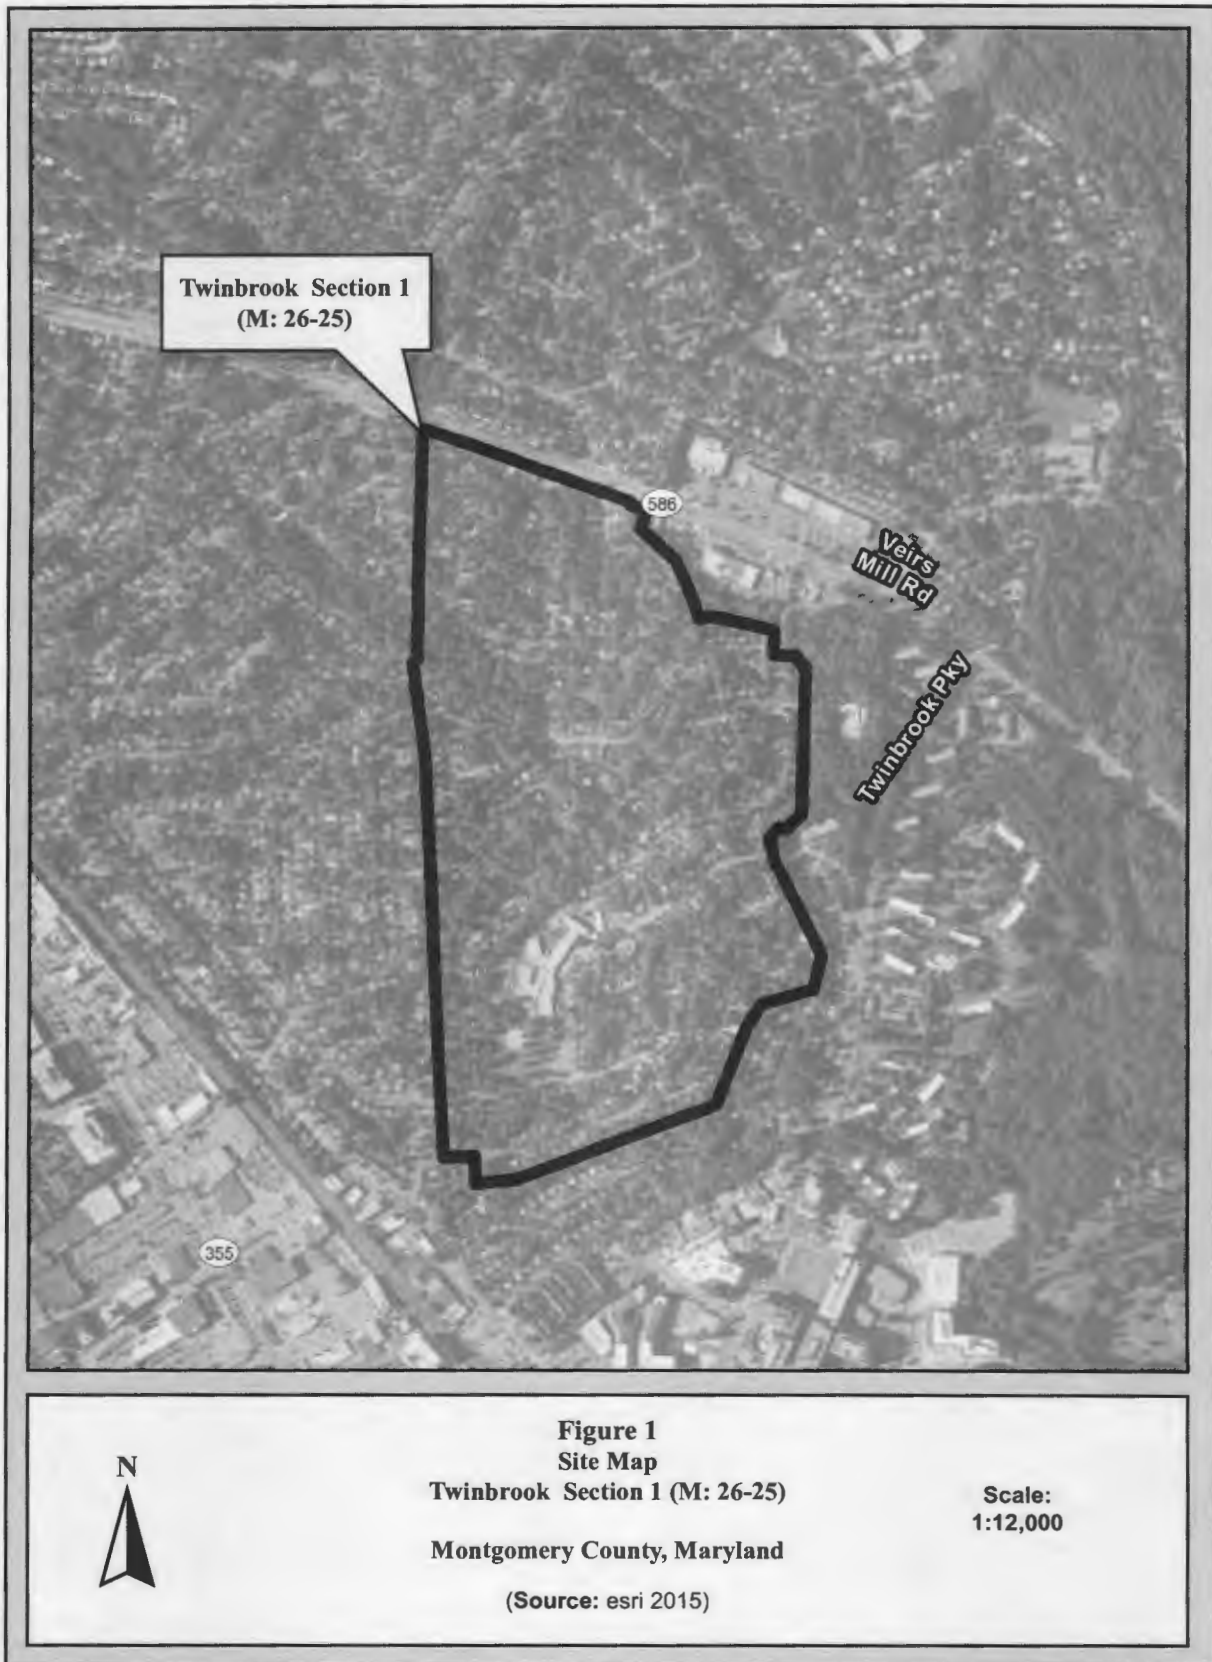 Twinbrook Section 1
(M: 26-25)
586
Veirs
Mill Rd
Twinbrook Pky
355
Figure 1
Site Map
Twinbrook Section 1 (M: 26-25)
Montgomery County, Maryland
(Source: esri 2015)
N
Scale:
1:12,000